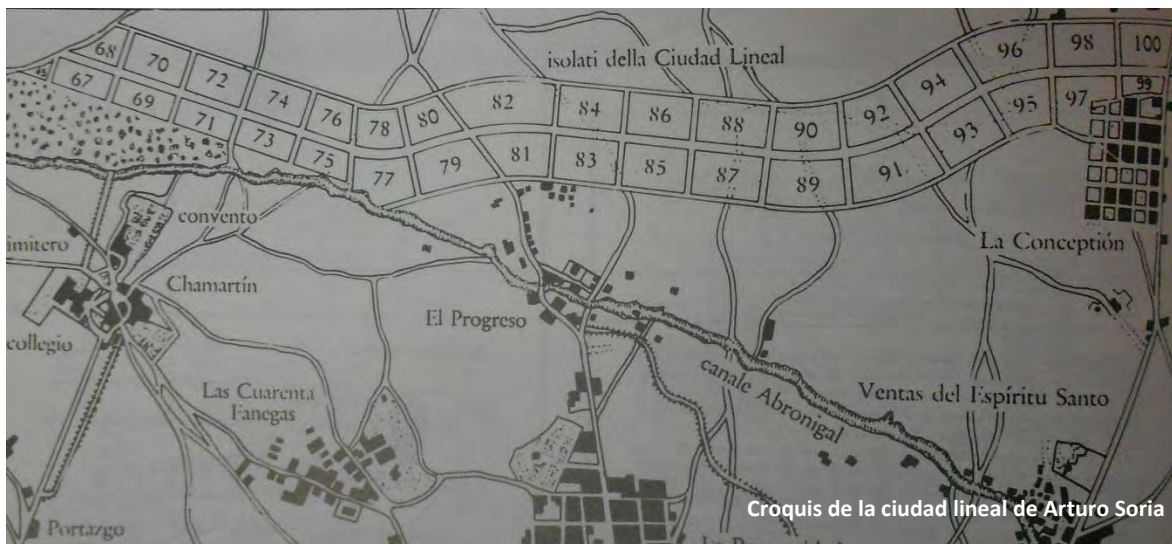 isolati della Ciudad Lineal
68 70 72 74 76 78 80 82 84 86 88 90 92 94 96 98 100
67 69 71 73 75 77 79 81 83 85 87 89 91 93 95 97 99
convento
imitero
La Conceptión
Chamartín
El Progreso
collegio
Las Cuarenta
Fanegas
canale Abronigal
Ventas del Espíritu Santo
Croquis de la ciudad lineal de Arturo Soria
Portazgo